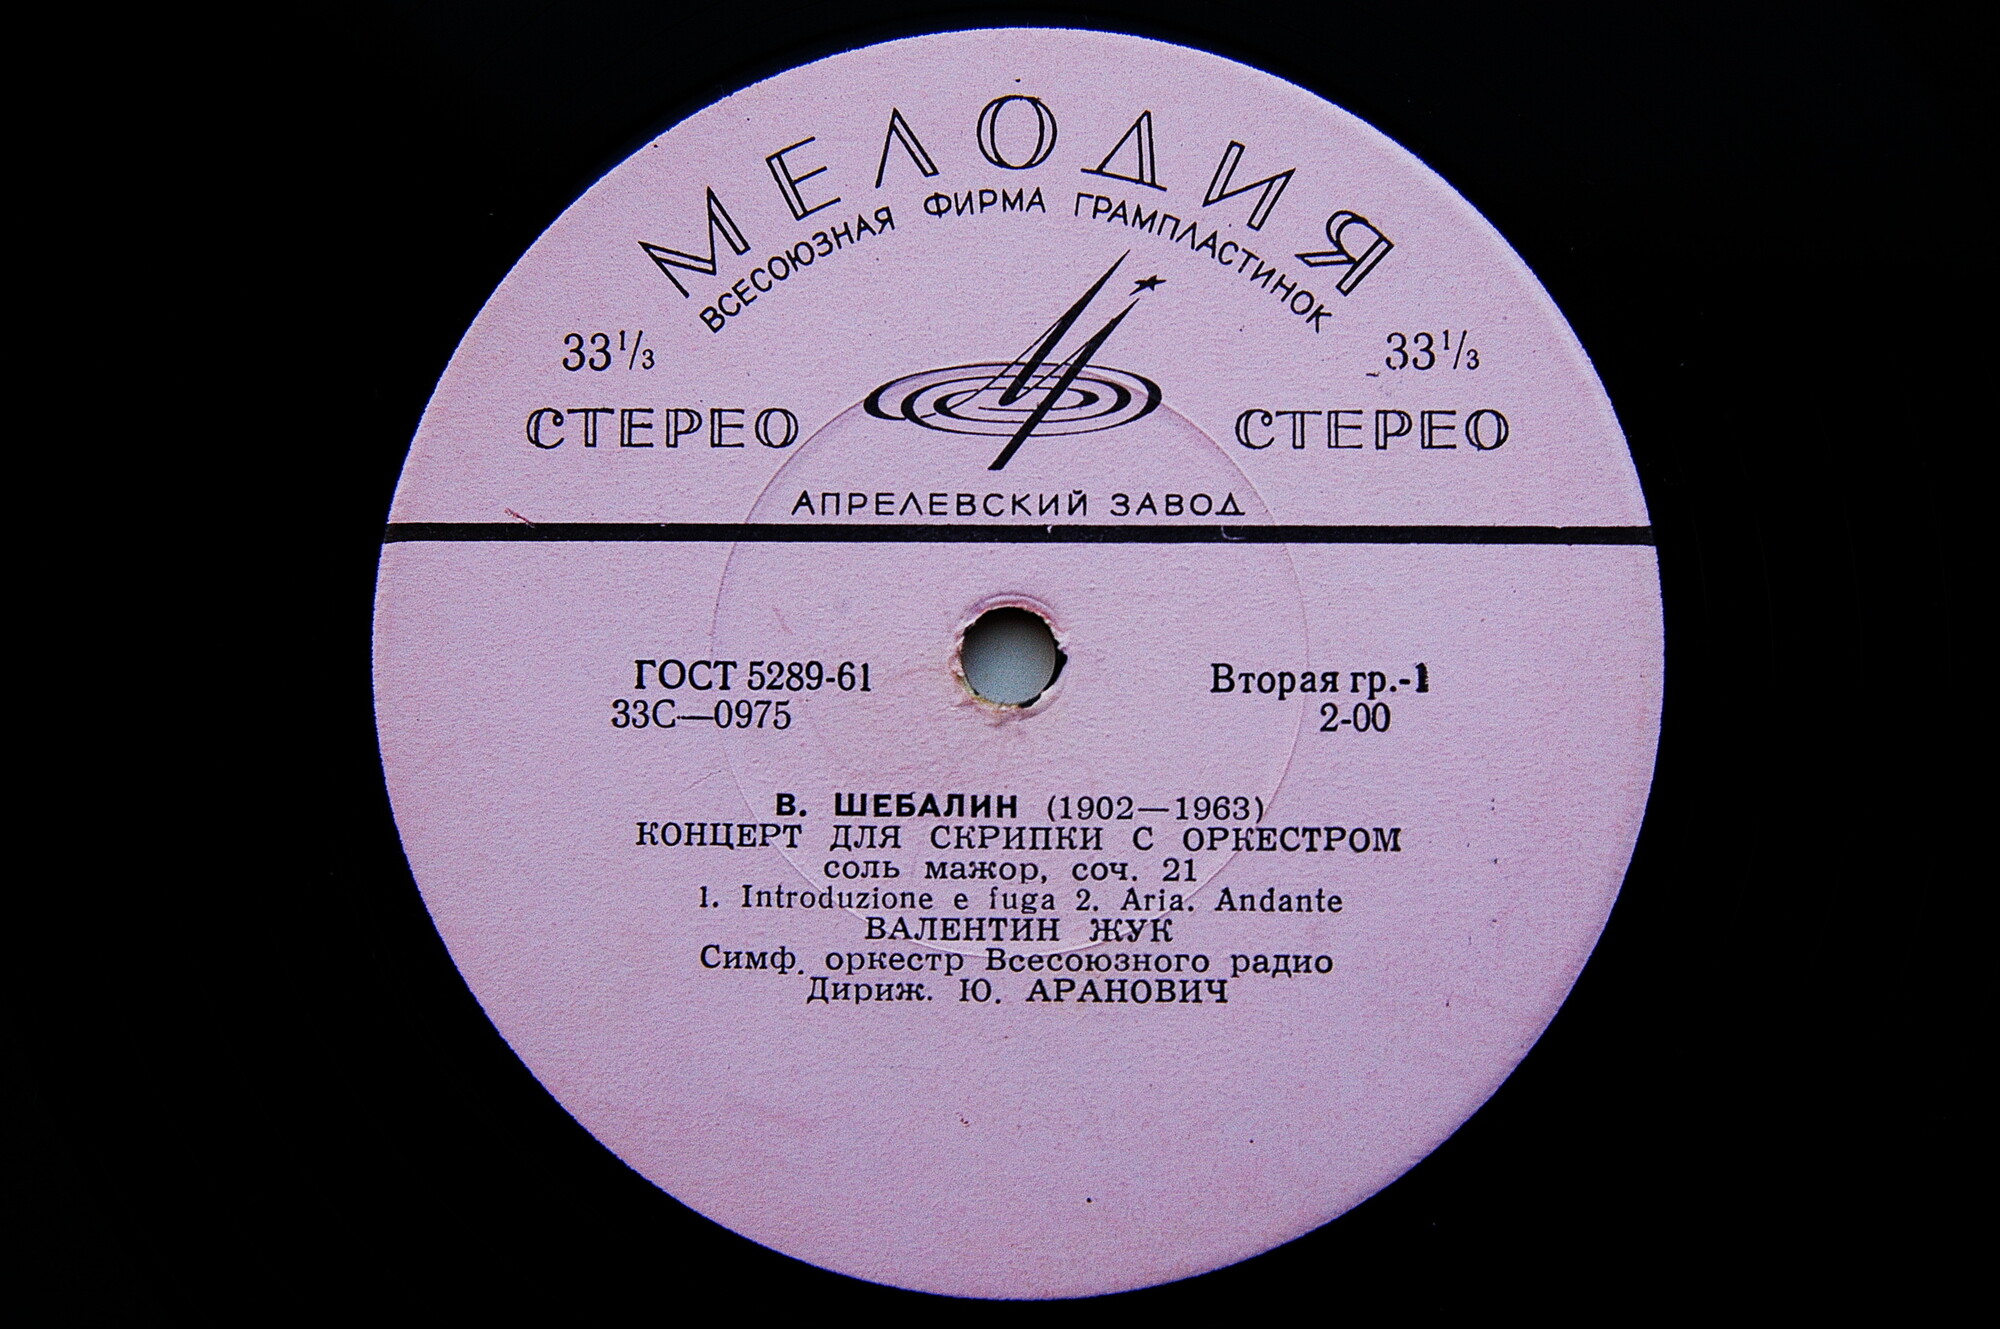 МЕЛОДИЯ
ВСЕСОЮЗНАЯ ФИРМА ГРАМПЛАСТИНОК
33⅓ 33⅓
СТЕРЕО СТЕРЕО
АПРЕЛЕВСКИЙ ЗАВОД
ГОСТ 5289-61 Вторая гр.-1
33С—0975 2-00
В. ШЕБАЛИН (1902—1963)
КОНЦЕРТ ДЛЯ СКРИПКИ С ОРКЕСТРОМ
соль мажор, соч. 21
1. Introduzione e fuga 2. Aria. Andante
ВАЛЕНТИН ЖУК
Симф. оркестр Всесоюзного радио
Дириж. Ю. АРАНОВИЧ